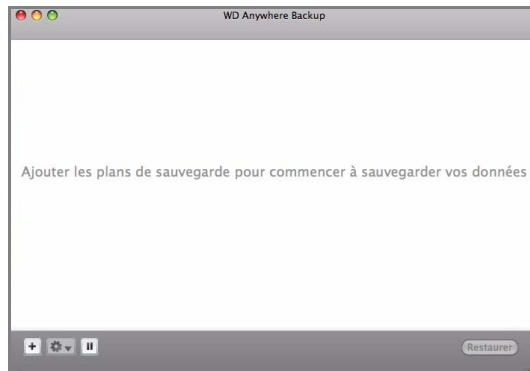 WD Anywhere Backup
Ajouter les plans de sauvegarde pour commencer à sauvegarder vos données
Restaurer